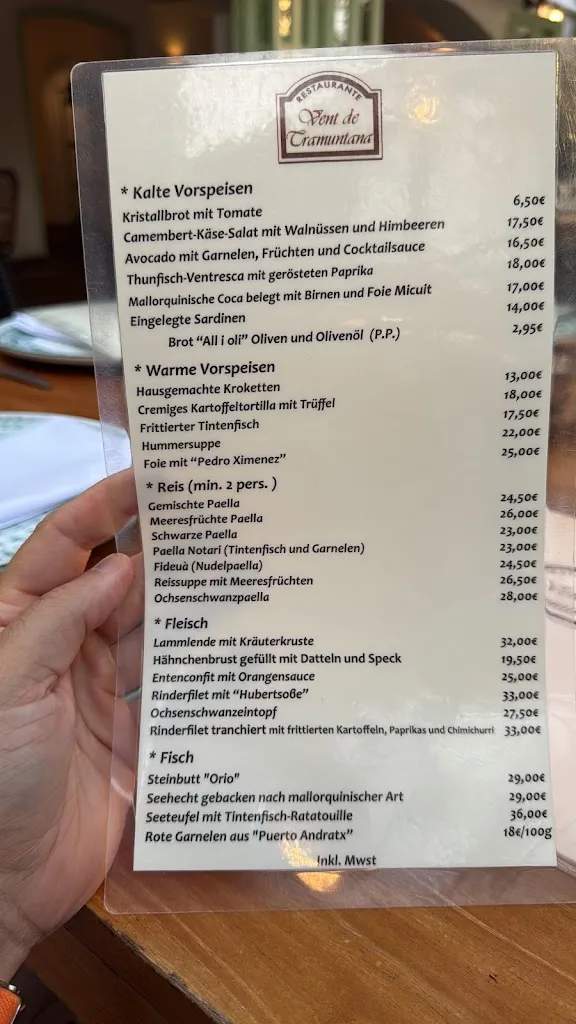 RESTAURANTE
Vent de
Tramuntana
* Kalte Vorspeisen
Kristallbrot mit Tomate 6,50€
Camembert-Käse-Salat mit Walnüssen und Himbeeren 17,50€
Avocado mit Garnelen, Früchten und Cocktailsauce 16,50€
Thunfisch-Ventresca mit gerösteten Paprika 18,00€
Mallorquinische Coca belegt mit Birnen und Foie Micuit 17,00€
Eingelegte Sardinen 14,00€
Brot “All i oli” Oliven und Olivenöl (P.P.) 2,95€
* Warme Vorspeisen
Hausgemachte Kroketten 13,00€
Cremiges Kartoffeltortilla mit Trüffel 18,00€
Frittierter Tintenfisch 17,50€
Hummersuppe 22,00€
Foie mit “Pedro Ximenez” 25,00€
* Reis (min. 2 pers. )
Gemischte Paella 24,50€
Meeresfrüchte Paella 26,00€
Schwarze Paella 23,00€
Paella Notari (Tintenfisch und Garnelen) 23,00€
Fideuà (Nudelpaella) 24,50€
Reissuppe mit Meeresfrüchten 26,50€
Ochsenschwanzpaella 28,00€
* Fleisch
Lammlende mit Kräuterkruste 32,00€
Hähnchenbrust gefüllt mit Datteln und Speck 19,50€
Entenconfit mit Orangensauce 25,00€
Rinderfilet mit “Hubertsoße” 33,00€
Ochsenschwanzeintopf 27,50€
Rinderfilet tranchiert mit frittierten Kartoffeln, Paprikas und Chimichurri 33,00€
* Fisch
Steinbutt "Orio" 29,00€
Seehecht gebacken nach mallorquinischer Art 29,00€
Seeteufel mit Tintenfisch-Ratatouille 36,00€
Rote Garnelen aus "Puerto Andratx” 18€/100g
Inkl. Mwst